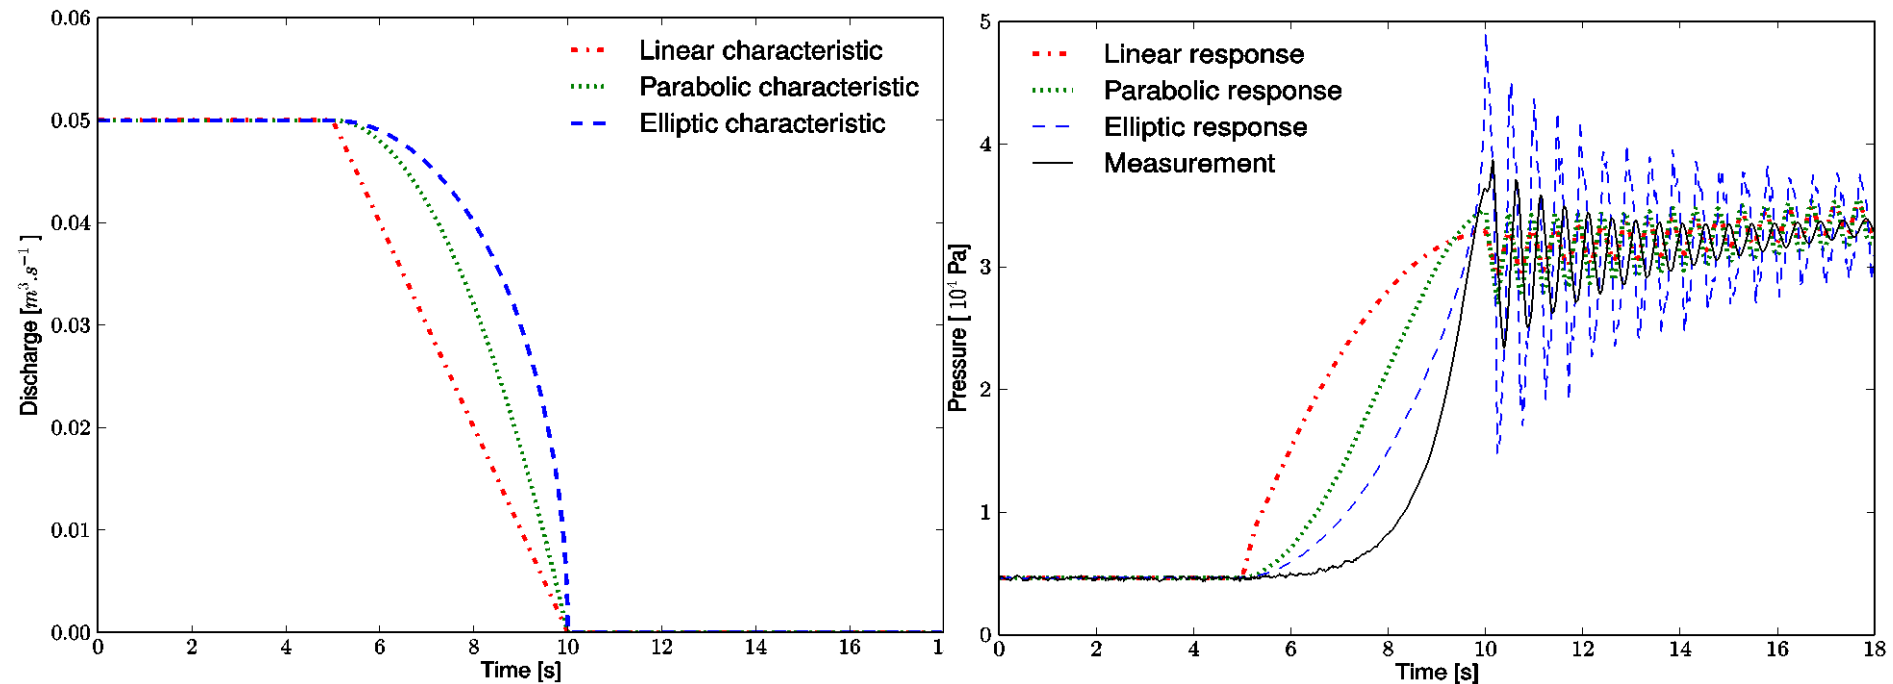 0.06
0.05
0.04
0.03
0.02
0.01
0.00
Discharge [m³.s⁻¹]
Linear characteristic
Parabolic characteristic
Elliptic characteristic
0 2 4 6 8 10 12 14 16 1
Time [s]
5
4
3
2
1
0
Pressure [ 10⁴ Pa]
Linear response
Parabolic response
Elliptic response
Measurement
0 2 4 6 8 10 12 14 16 18
Time [s]